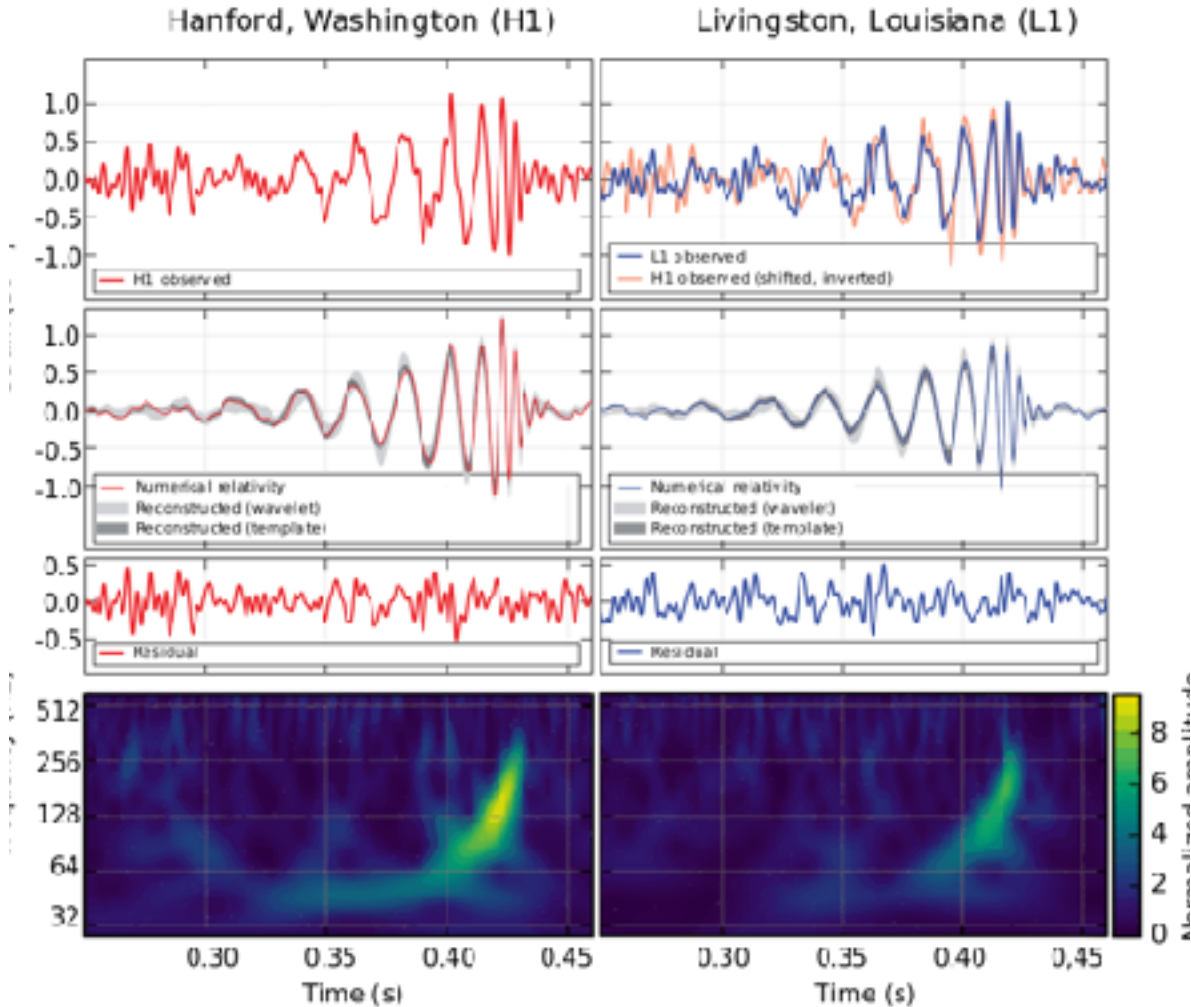 Hanford, Washington (H1)
Livingston, Louisiana (L1)
1.0
0.5
0.0
-0.5
-1.0
H1 observed
L1 observed
H1 observed (shifted, inverted)
1.0
0.5
0.0
-0.5
-1.0
Numerical relativity
Reconstructed (wavelet)
Reconstructed (template)
Numerical relativity
Reconstructed (wavelet)
Reconstructed (template)
0.5
0.0
-0.5
Residual
Residual
512
256
128
64
32
8
6
4
2
0
Normalized amplitude
0.30
0.35
0.40
0.45
0.30
0.35
0.40
0.45
Time (s)
Time (s)